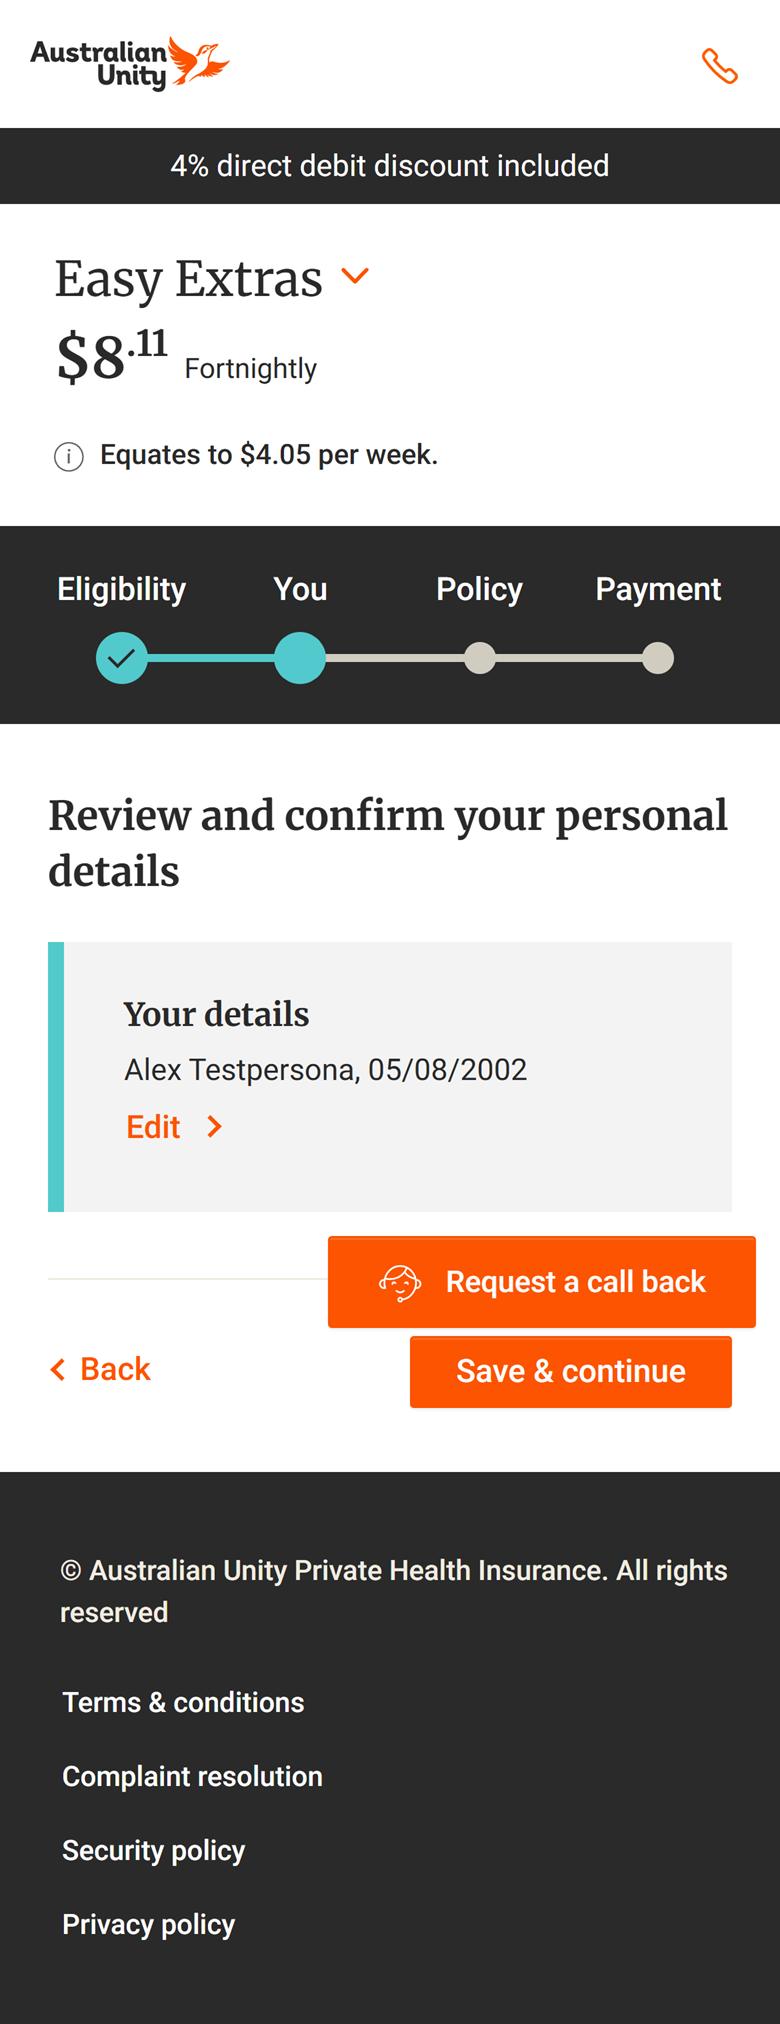 Australian
Unity
4% direct debit discount included
Easy Extras
$8.11 Fortnightly
Equates to $4.05 per week.
Eligibility You Policy Payment
Review and confirm your personal
details
Your details
Alex Testpersona, 05/08/2002
Edit
Request a call back
Back
Save & continue
© Australian Unity Private Health Insurance. All rights
reserved
Terms & conditions
Complaint resolution
Security policy
Privacy policy